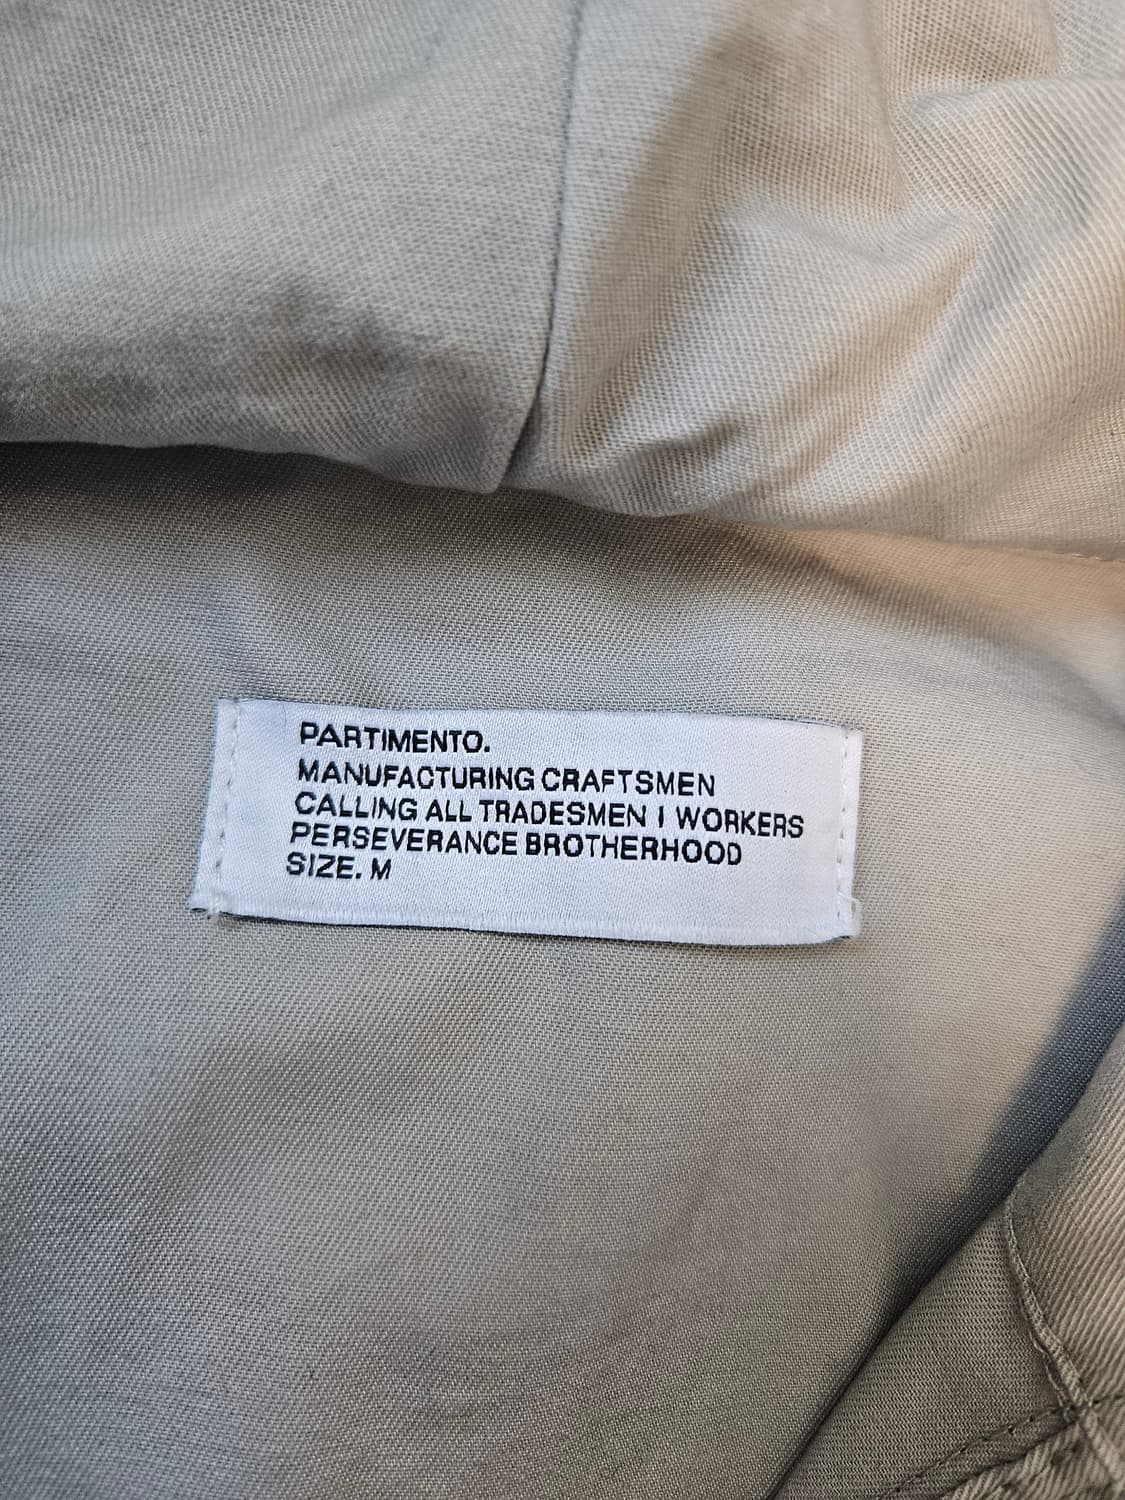 PARTIMENTO.
MANUFACTURING CRAFTSMEN
CALLING ALL TRADESMEN I WORKERS
PERSEVERANCE BROTHERHOOD
SIZE. M